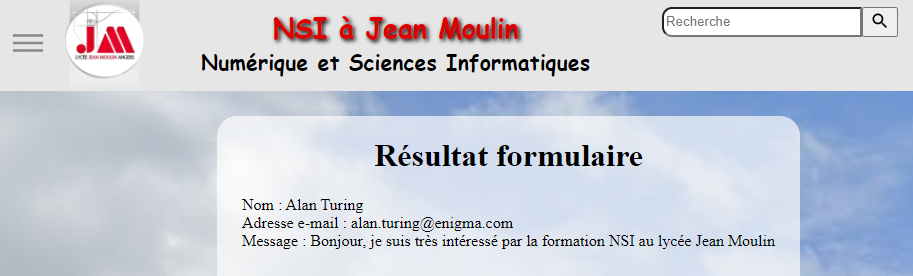 JM
LYCÉE JEAN MOULIN ANGERS
NSI à Jean Moulin
Numérique et Sciences Informatiques
Recherche
Résultat formulaire
Nom : Alan Turing
Adresse e-mail : alan.turing@enigma.com
Message : Bonjour, je suis très intéressé par la formation NSI au lycée Jean Moulin